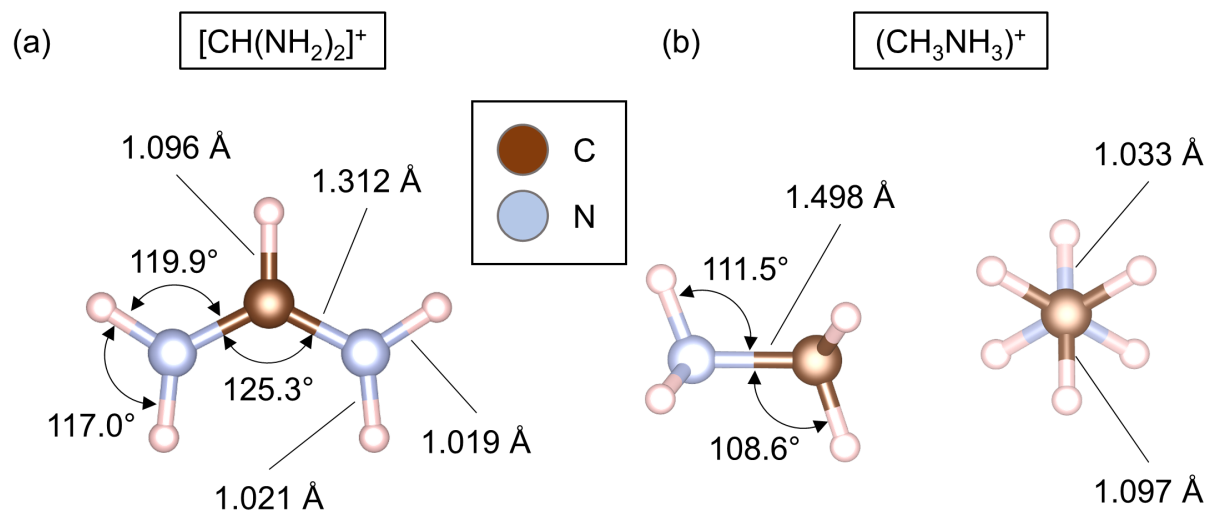 (a)
[CH(NH₂)₂]⁺
1.096 Å
1.312 Å
119.9°
125.3°
117.0°
1.019 Å
1.021 Å
C
N
(b)
(CH₃NH₃)⁺
1.033 Å
1.498 Å
111.5°
108.6°
1.097 Å